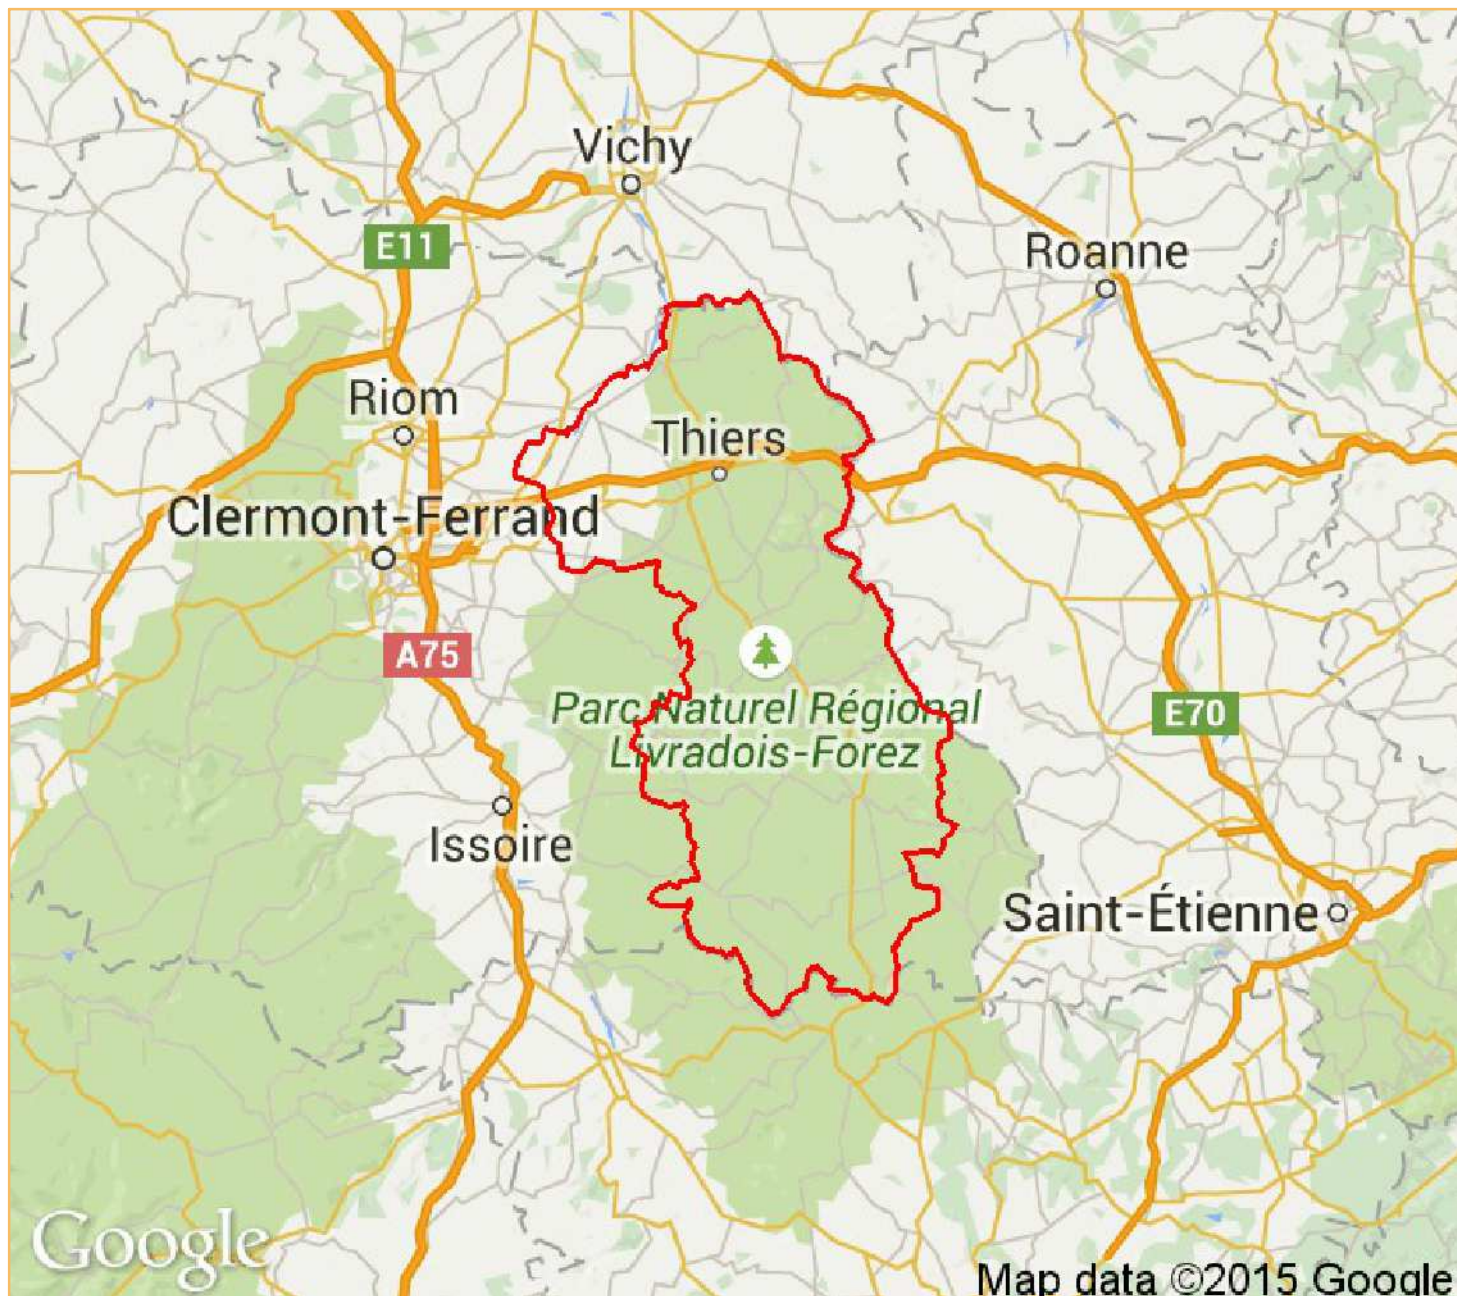 Vichy
E11
Roanne
Riom
Thiers
Clermont-Ferrand
A75
Parc Naturel Régional
Livradois-Forez
E70
Issoire
Saint-Étienne
Google
Map data ©2015 Google